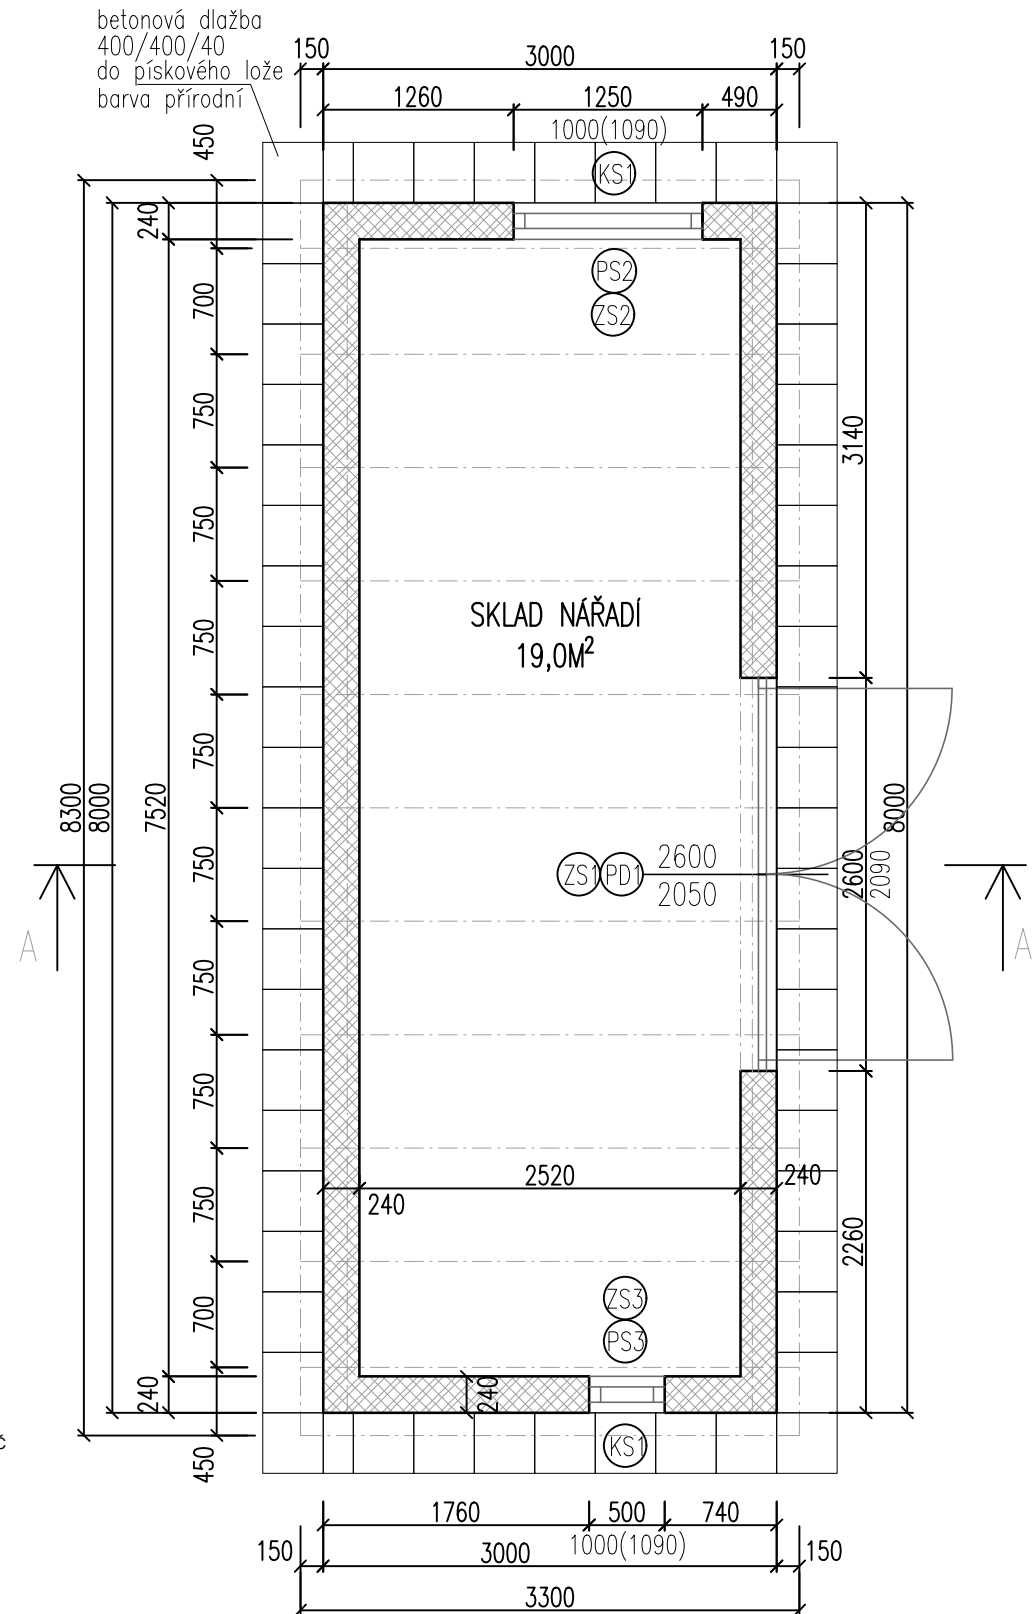 betonová dlažba
400/400/40
do pískového lože
barva přírodní
150
3000
150
1260
1250
490
1000(1090)
KS1
450
240
PS2
ZS2
700
750
3140
750
750
SKLAD NÁŘADÍ
19,0M²
750
8300
8000
7520
8000
750
ZS1
PD1
2600
2050
2600
2090
A
A
750
750
2520
240
240
750
2260
ZS3
PS3
700
240
240
KS1
450
č
1760
500
740
1000(1090)
150
3000
150
3300